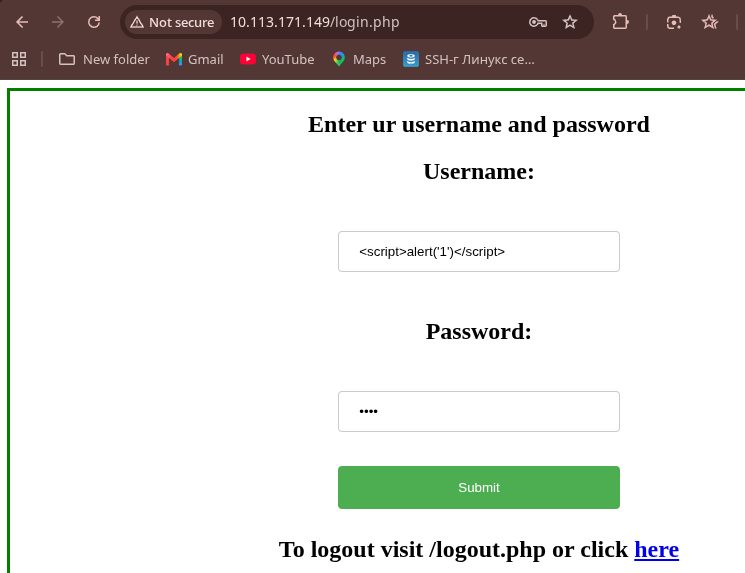 Not secure 10.113.171.149/login.php
New folder Gmail YouTube Maps SSH-г Линукс се...
Enter ur username and password
Username:
<script>alert('1')</script>
Password:
••••
Submit
To logout visit /logout.php or click here